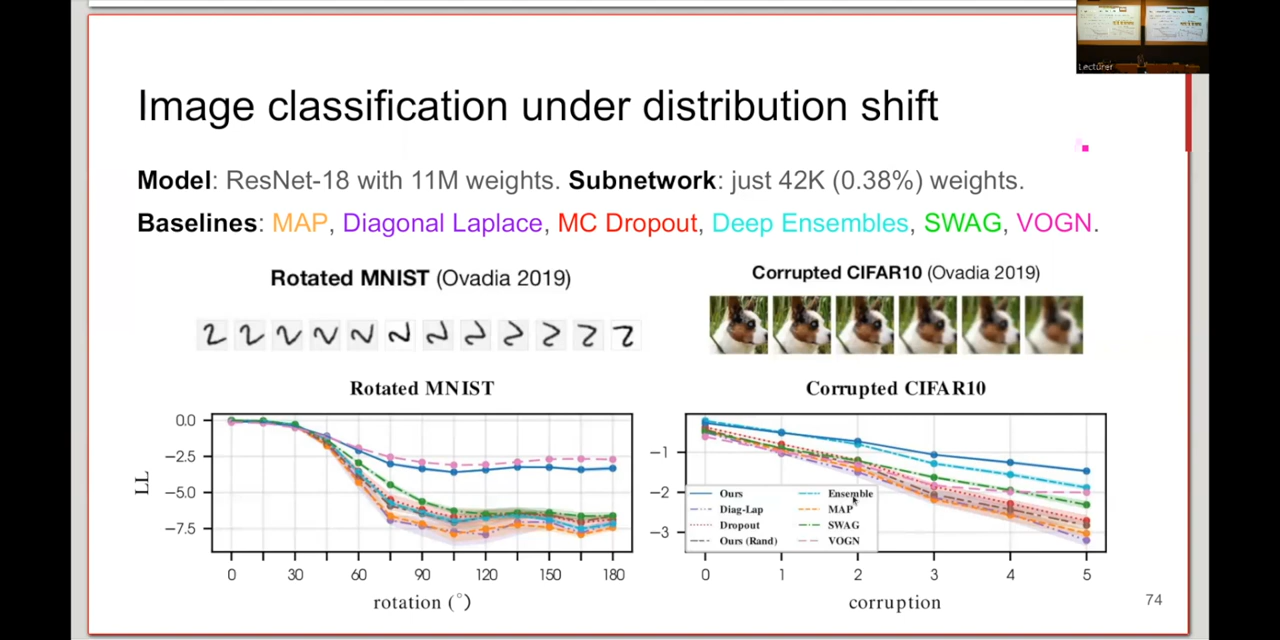 Lecturer
Image classification under distribution shift
Model: ResNet-18 with 11M weights. Subnetwork: just 42K (0.38%) weights.
Baselines: MAP, Diagonal Laplace, MC Dropout, Deep Ensembles, SWAG, VOGN.
Rotated MNIST (Ovadia 2019)
Corrupted CIFAR10 (Ovadia 2019)
Rotated MNIST
LL
0.0
−2.5
−5.0
−7.5
0 30 60 90 120 150 180
rotation (°)
Corrupted CIFAR10
−1
−2
−3
Ours
Diag-Lap
Dropout
Ours (Rand)
Ensemble
MAP
SWAG
VOGN
0 1 2 3 4 5
corruption
74